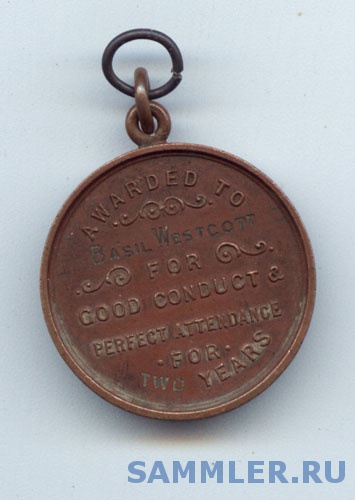 AWARDED TO
BASIL WESTCOTT
FOR
GOOD CONDUCT &
PERFECT ATTENDANCE
· FOR ·
TWO YEARS
SAMMLER.RU